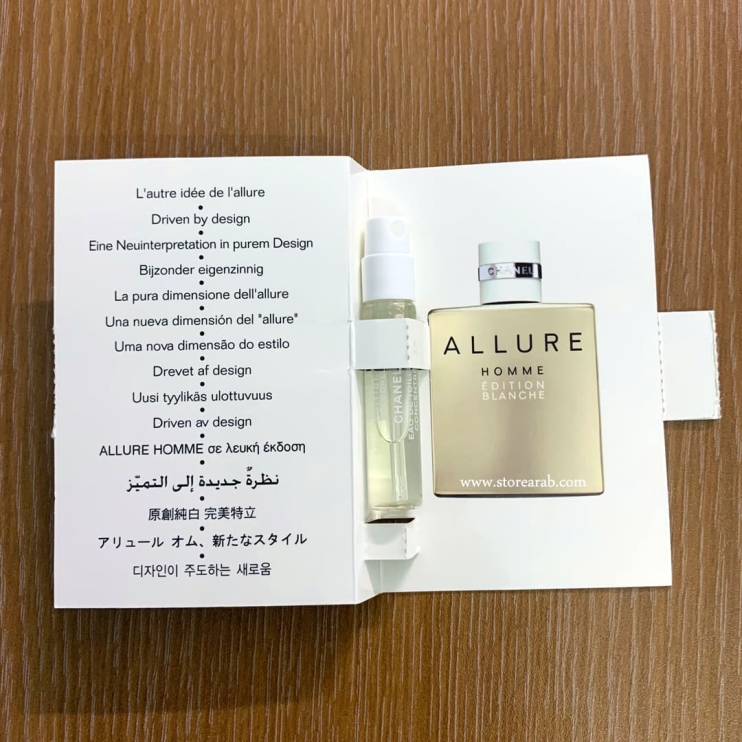 L'autre idée de l'allure
Driven by design
Eine Neuinterpretation in purem Design
Bijzonder eigenzinnig
La pura dimensione dell'allure
Una nueva dimensión del "allure"
Uma nova dimensão do estilo
Drevet af design
Uusi tyylikäs ulottuvuus
Driven av design
ALLURE HOMME σε λευκή έκδοση
نظرةٌ جديدة إلى التميّز
原創純白 完美特立
アリュール オム、新たなスタイル
디자인이 주도하는 새로움
CHANEL
EAU DE TOILETTE
CONCENTRÉE
CHANEL
ALLURE
HOMME
ÉDITION
BLANCHE
www.storearab.com